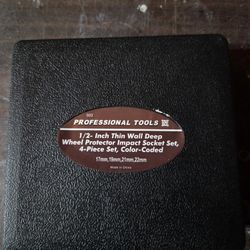 PROFESSIONAL TOOLS
1/2- Inch Thin Wall Deep
Wheel Protector Impact Socket Set,
4-Piece Set, Color-Coded
17mm,19mm,21mm,22mm
Made in China